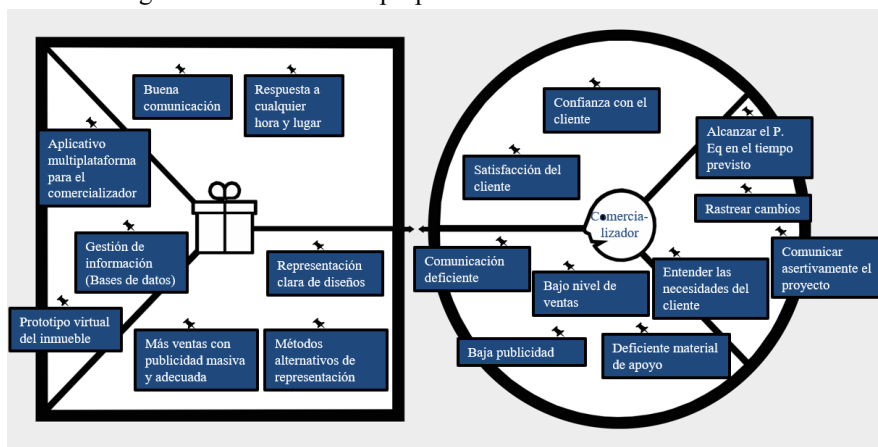 Buena
comunicación
Respuesta a
cualquier
hora y lugar
Aplicativo
multiplataforma
para el
comercializador
Gestión de
información
(Bases de datos)
Prototipo virtual
del inmueble
Representación
clara de diseños
Más ventas con
publicidad masiva
y adecuada
Métodos
alternativos de
representación
Confianza con el
cliente
Satisfacción del
cliente
Alcanzar el P.
Eq en el tiempo
previsto
Rastrear cambios
Comercia-
lizador
Comunicación
deficiente
Bajo nivel de
ventas
Entender las
necesidades del
cliente
Comunicar
asertivamente el
proyecto
Baja publicidad
Deficiente material
de apoyo